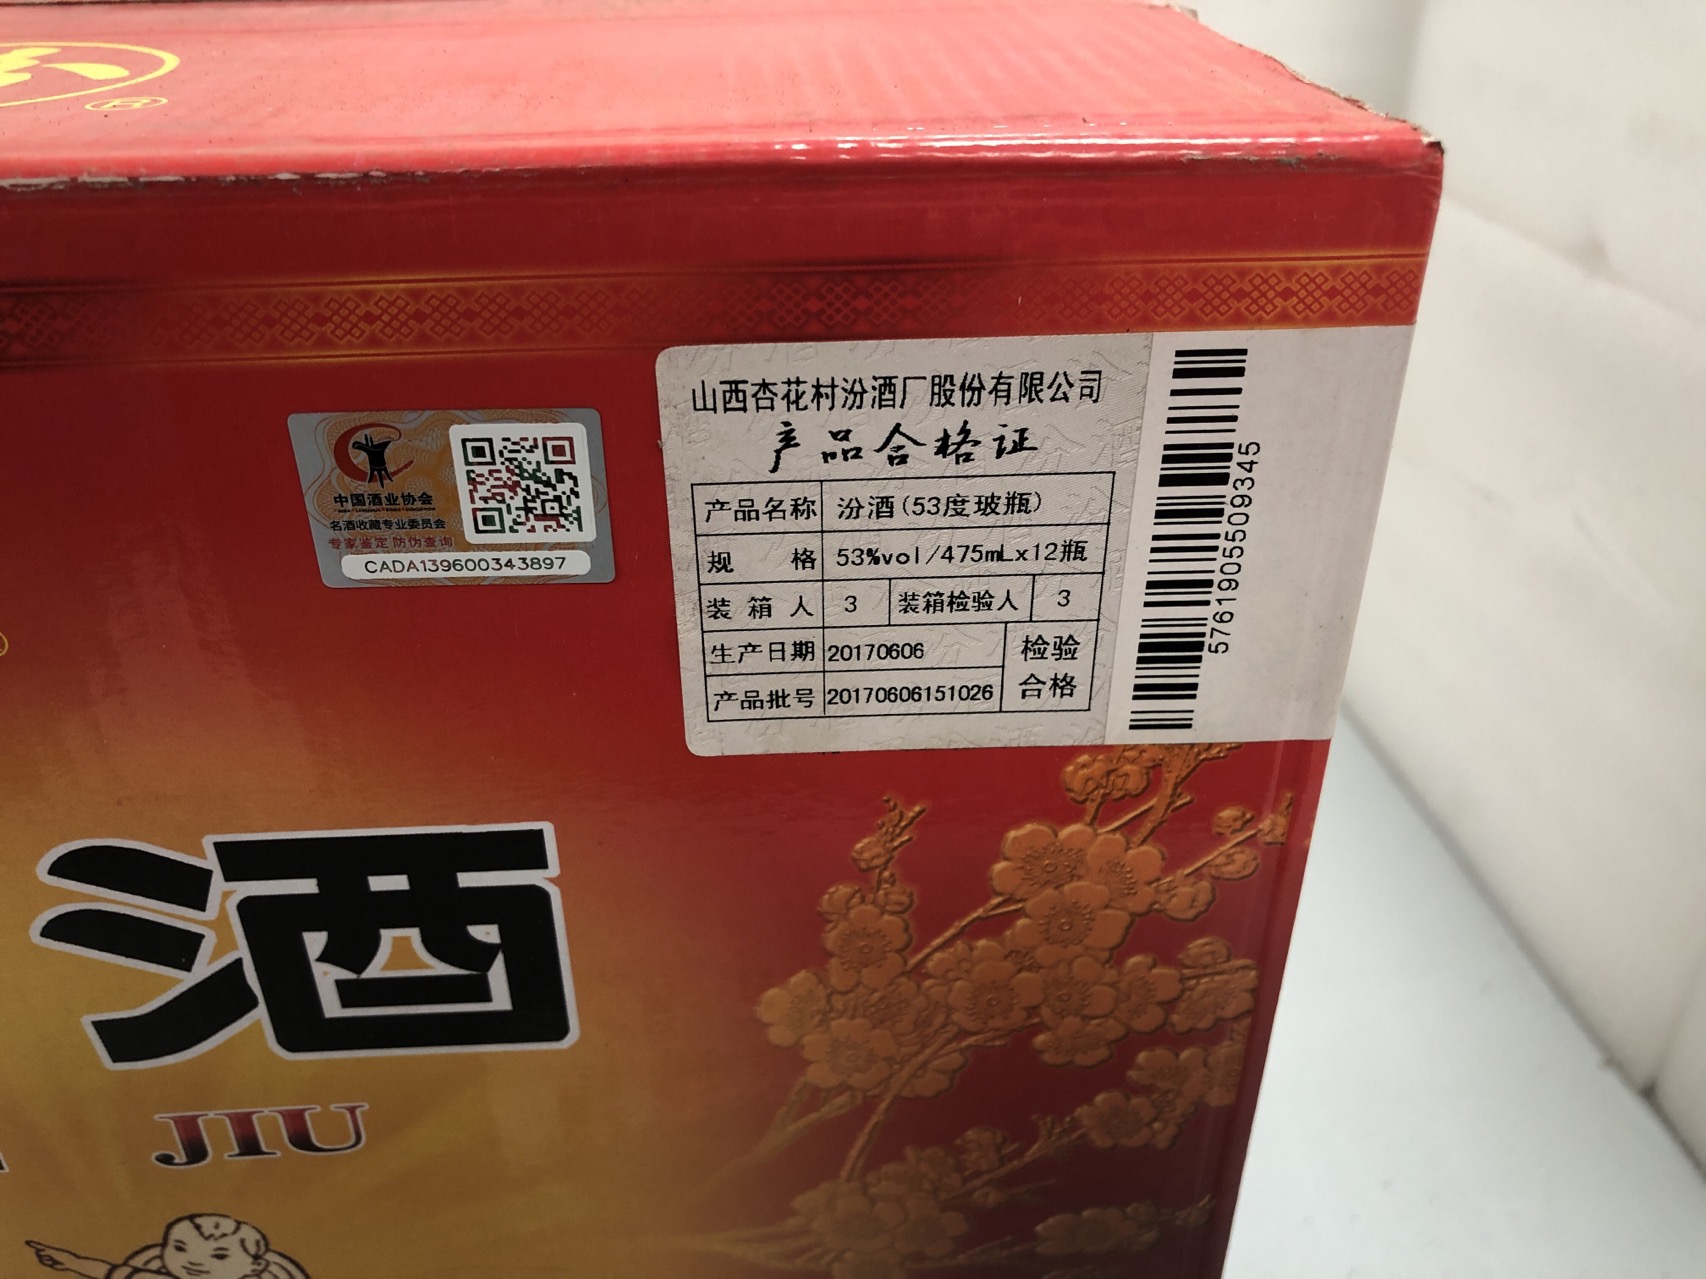 ®
中国酒业协会
名酒收藏专业委员会
专家鉴定 防伪查询
CADA139600343897
山西杏花村汾酒厂股份有限公司
产品合格证
产品名称 汾酒(53度玻瓶)
规 格 53%vol/475mLx12瓶
装 箱 人 3 装箱检验人 3
生产日期 20170606 检验
产品批号 20170606151026 合格
5761905509345
酒
JIU